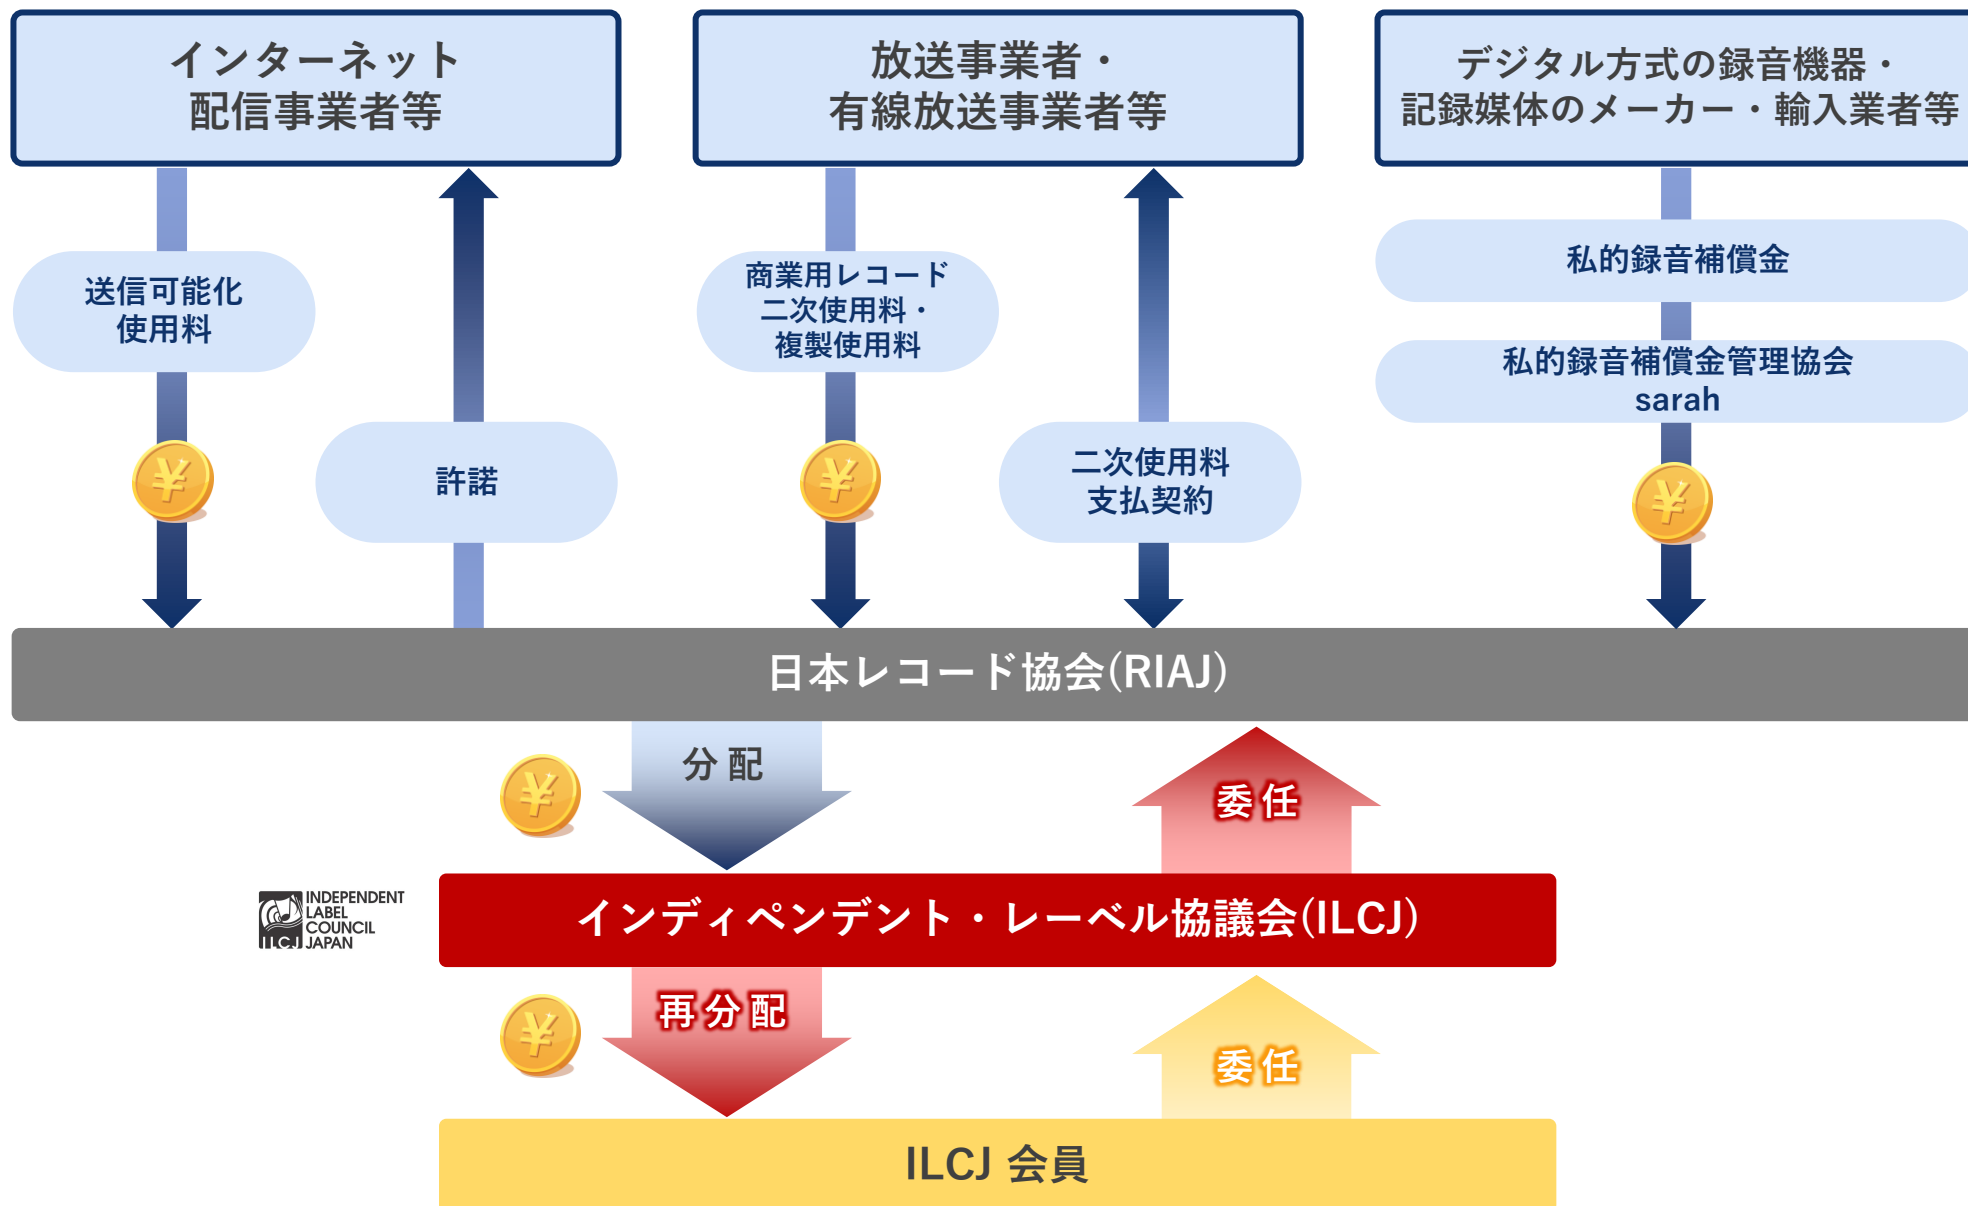 インターネット
配信事業者等
放送事業者・
有線放送事業者等
デジタル方式の録音機器・
記録媒体のメーカー・輸入業者等
送信可能化
使用料
許諾
商業用レコード
二次使用料・
複製使用料
二次使用料
支払契約
私的録音補償金
私的録音補償金管理協会
sarah
¥
¥
¥
日本レコード協会(RIAJ)
¥
分配
委任
ILCJ
INDEPENDENT
LABEL
COUNCIL
JAPAN
インディペンデント・レーベル協議会(ILCJ)
¥
再分配
委任
ILCJ 会員